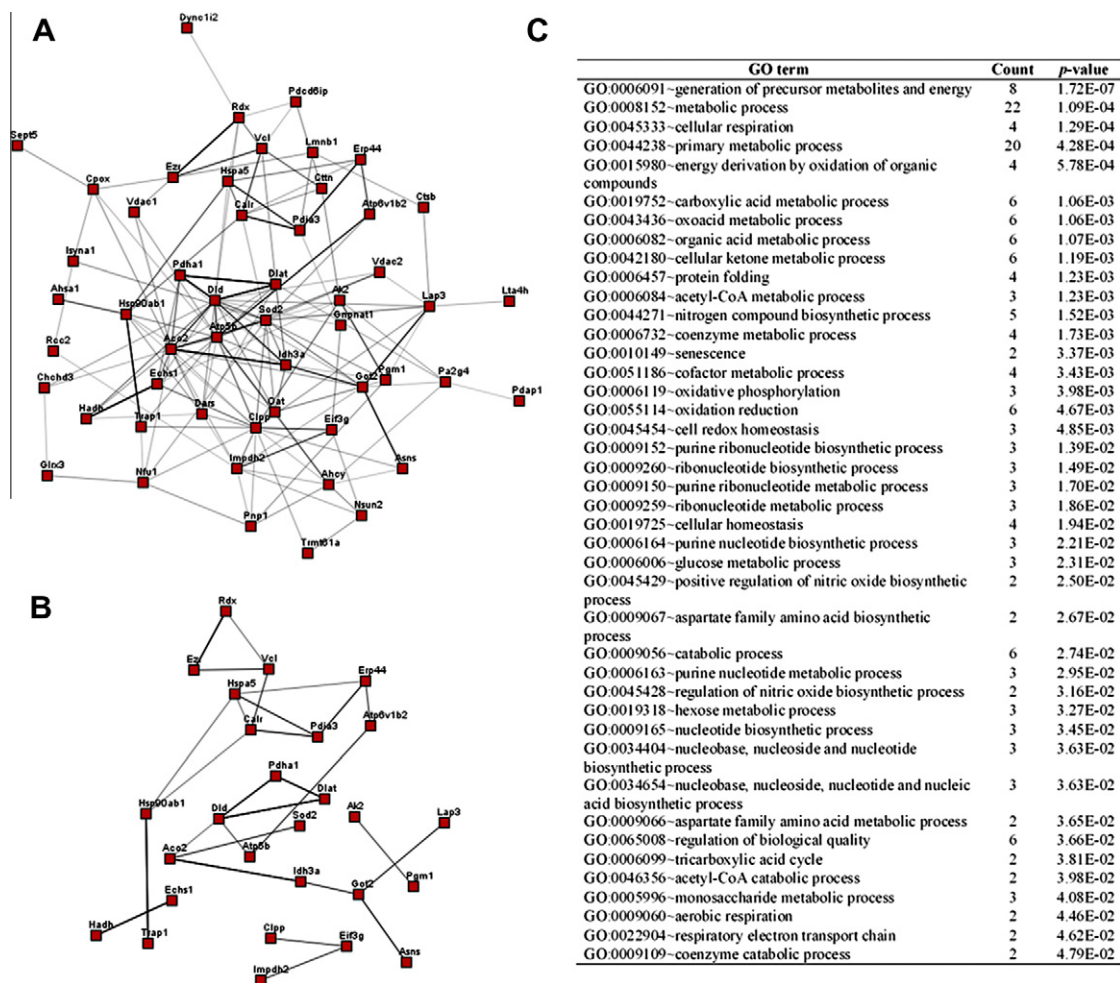 A
Dync1i2
Pdcd6ip
Rdx
Sept5
Vcl
Lmnb1
Erp44
Ezr
Cpox
Hspa5
Cttn
Ctsb
Vdac1
Calr
Pdia3
Atp6v1b2
Isyna1
Pdha1
Dlat
Vdac2
Ahsa1
Dld
Ak2
Hsp90ab1
Sod2
Gnpnat1
Lap3
Lta4h
Rcc2
Aco2
Atp5b
Idh3a
Chchd3
Echs1
Got2
Pgm1
Pa2g4
Pdap1
Hadh
Trap1
Dars
Oat
Clpp
Eif3g
Glrx3
Nfu1
Impdh2
Ahcy
Asns
Pnp1
Nsun2
Trmt61a
B
Rdx
Ezr
Vcl
Hspa5
Erp44
Calr
Pdia3
Atp6v1b2
Pdha1
Dlat
Hsp90ab1
Dld
Sod2
Ak2
Lap3
Aco2
Atp5b
Idh3a
Got2
Pgm1
Echs1
Hadh
Trap1
Clpp
Eif3g
Impdh2
Asns
C
GO term Count p-value
GO:0006091~generation of precursor metabolites and energy 8 1.72E-07
GO:0008152~metabolic process 22 1.09E-04
GO:0045333~cellular respiration 4 1.29E-04
GO:0044238~primary metabolic process 20 4.28E-04
GO:0015980~energy derivation by oxidation of organic 4 5.78E-04
compounds
GO:0019752~carboxylic acid metabolic process 6 1.06E-03
GO:0043436~oxoacid metabolic process 6 1.06E-03
GO:0006082~organic acid metabolic process 6 1.07E-03
GO:0042180~cellular ketone metabolic process 6 1.19E-03
GO:0006457~protein folding 4 1.23E-03
GO:0006084~acetyl-CoA metabolic process 3 1.23E-03
GO:0044271~nitrogen compound biosynthetic process 5 1.52E-03
GO:0006732~coenzyme metabolic process 4 1.73E-03
GO:0010149~senescence 2 3.37E-03
GO:0051186~cofactor metabolic process 4 3.43E-03
GO:0006119~oxidative phosphorylation 3 3.98E-03
GO:0055114~oxidation reduction 6 4.67E-03
GO:0045454~cell redox homeostasis 3 4.85E-03
GO:0009152~purine ribonucleotide biosynthetic process 3 1.39E-02
GO:0009260~ribonucleotide biosynthetic process 3 1.49E-02
GO:0009150~purine ribonucleotide metabolic process 3 1.70E-02
GO:0009259~ribonucleotide metabolic process 3 1.86E-02
GO:0019725~cellular homeostasis 4 1.94E-02
GO:0006164~purine nucleotide biosynthetic process 3 2.21E-02
GO:0006006~glucose metabolic process 3 2.31E-02
GO:0045429~positive regulation of nitric oxide biosynthetic 2 2.50E-02
process
GO:0009067~aspartate family amino acid biosynthetic 2 2.67E-02
process
GO:0009056~catabolic process 6 2.74E-02
GO:0006163~purine nucleotide metabolic process 3 2.95E-02
GO:0045428~regulation of nitric oxide biosynthetic process 2 3.16E-02
GO:0019318~hexose metabolic process 3 3.27E-02
GO:0009165~nucleotide biosynthetic process 3 3.45E-02
GO:0034404~nucleobase, nucleoside and nucleotide 3 3.63E-02
biosynthetic process
GO:0034654~nucleobase, nucleoside, nucleotide and nucleic 3 3.63E-02
acid biosynthetic process
GO:0009066~aspartate family amino acid metabolic process 2 3.65E-02
GO:0065008~regulation of biological quality 6 3.66E-02
GO:0006099~tricarboxylic acid cycle 2 3.81E-02
GO:0046356~acetyl-CoA catabolic process 2 3.98E-02
GO:0005996~monosaccharide metabolic process 3 4.08E-02
GO:0009060~aerobic respiration 2 4.46E-02
GO:0022904~respiratory electron transport chain 2 4.62E-02
GO:0009109~coenzyme catabolic process 2 4.79E-02